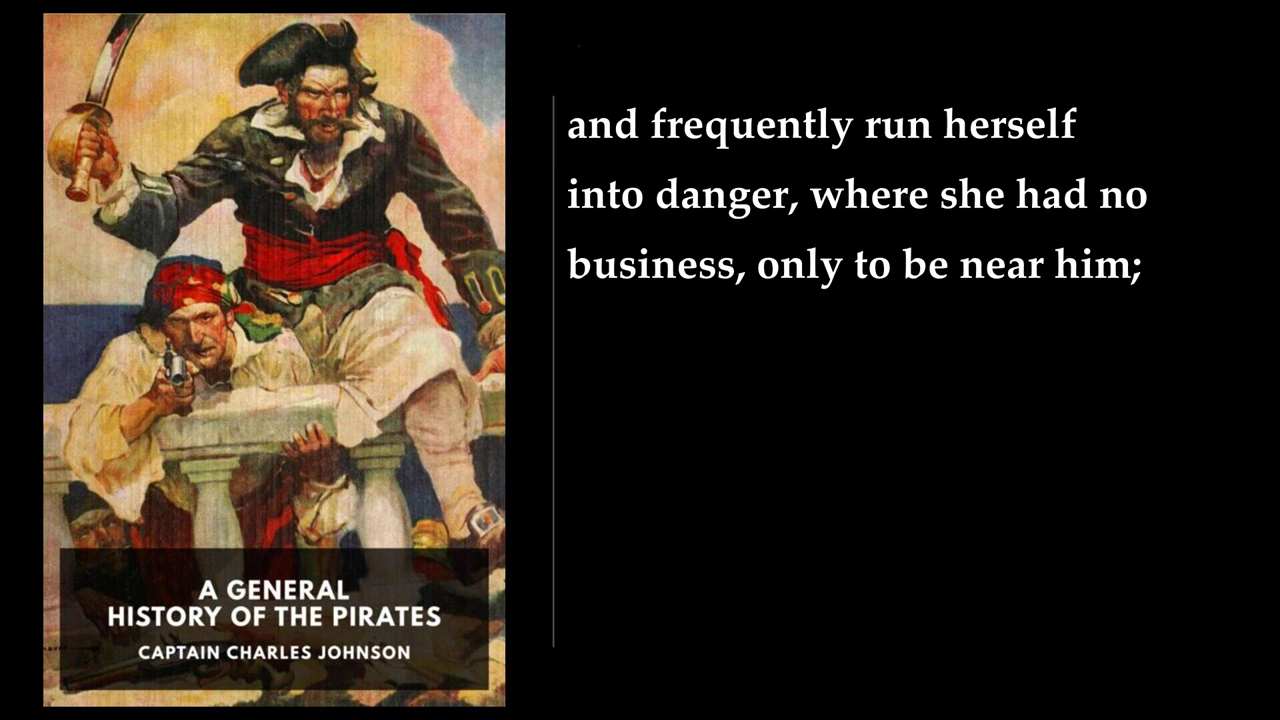 and frequently run herself
into danger, where she had no
business, only to be near him;
A GENERAL
HISTORY OF THE PIRATES
CAPTAIN CHARLES JOHNSON